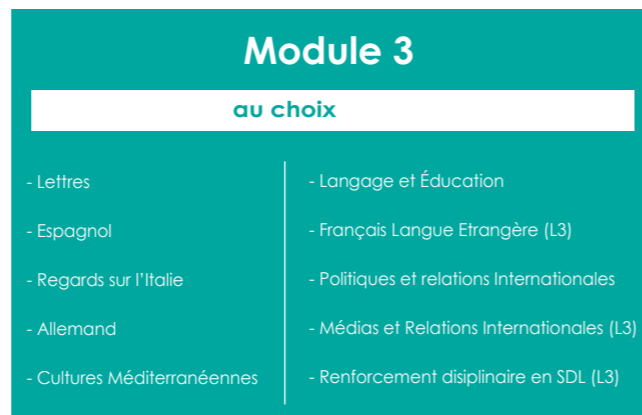 Module 3
au choix
- Lettres
- Espagnol
- Regards sur l'Italie
- Allemand
- Cultures Méditerranéennes
- Langage et Éducation
- Français Langue Etrangère (L3)
- Politiques et relations Internationales
- Médias et Relations Internationales (L3)
- Renforcement disiplinaire en SDL (L3)